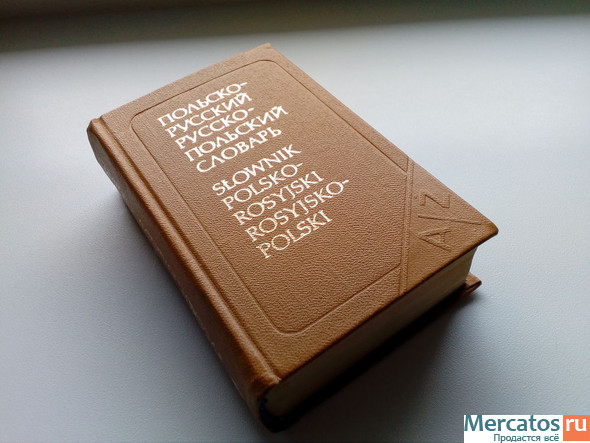 ПОЛЬСКО-
РУССКИЙ
РУССКО-
ПОЛЬСКИЙ
СЛОВАРЬ
SŁOWNIK
POLSKO-
ROSYJSKI
ROSYJSKO-
POLSKI
A/Z
Mercatos.ru
Продастся всё